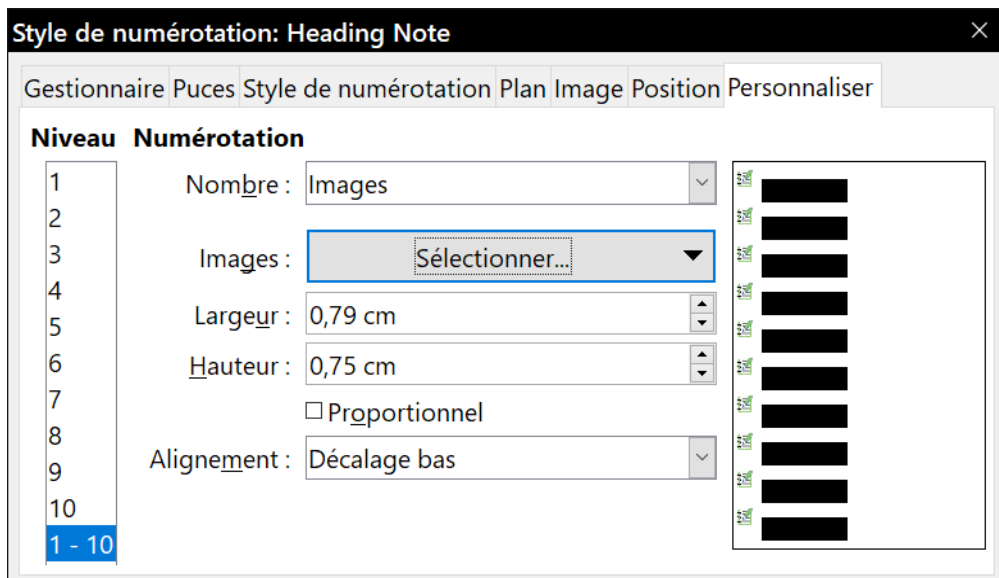 Style de numérotation: Heading Note
Gestionnaire Puces Style de numérotation Plan Image Position Personnaliser
Niveau Numérotation
1
2
3
4
5
6
7
8
9
10
1 - 10
Nombre : Images
Images : Sélectionner...
Largeur : 0,79 cm
Hauteur : 0,75 cm
Proportionnel
Alignement : Décalage bas